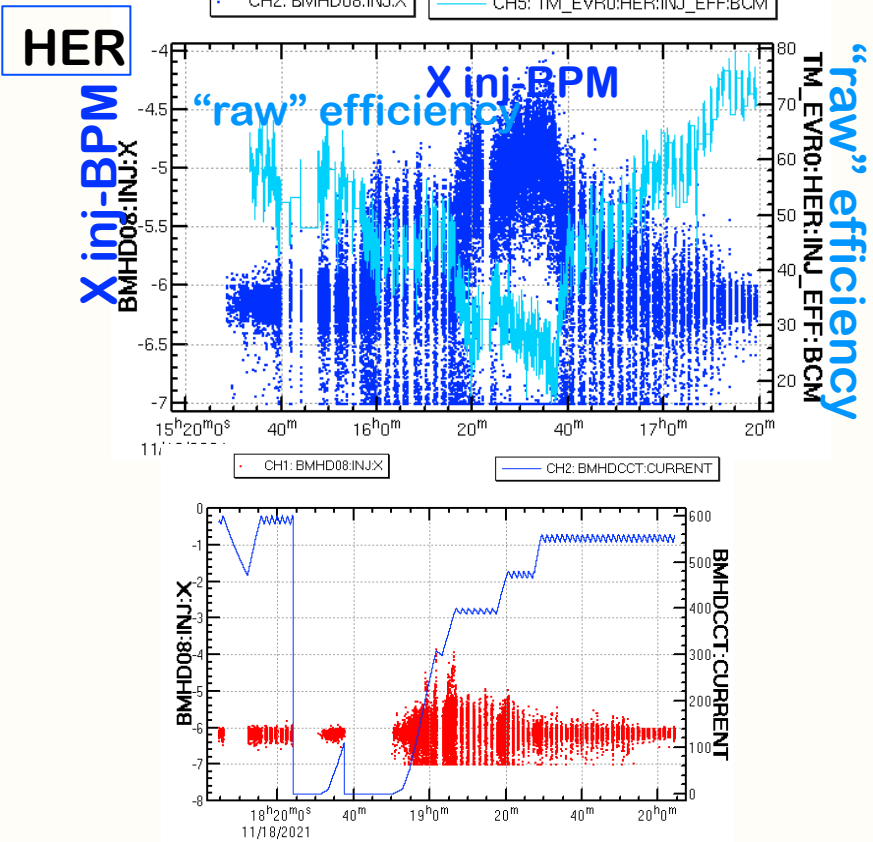 CH2: BMHD08:INJ:X
CH5: TM_EVR0:HER:INJ_EFF:BCM
HER
X inj-BPM
"raw" efficiency
X inj-BPM
BMHD08:INJ:X
-4
-4.5
-5
-5.5
-6
-6.5
-7
80
70
60
50
40
30
20
TM_EVR0:HER:INJ_EFF:BCM
"raw" efficiency
15h20m0s 40m 16h0m 20m 40m 17h0m 20m
CH1: BMHD08:INJ:X
CH2: BMHDCCT:CURRENT
BMHD08:INJ:X
0
-1
-2
-3
-4
-5
-6
-7
-8
600
500
400
300
200
100
0
BMHDCCT:CURRENT
18h20m0s 40m 19h0m 20m 40m 20h0m
11/18/2021